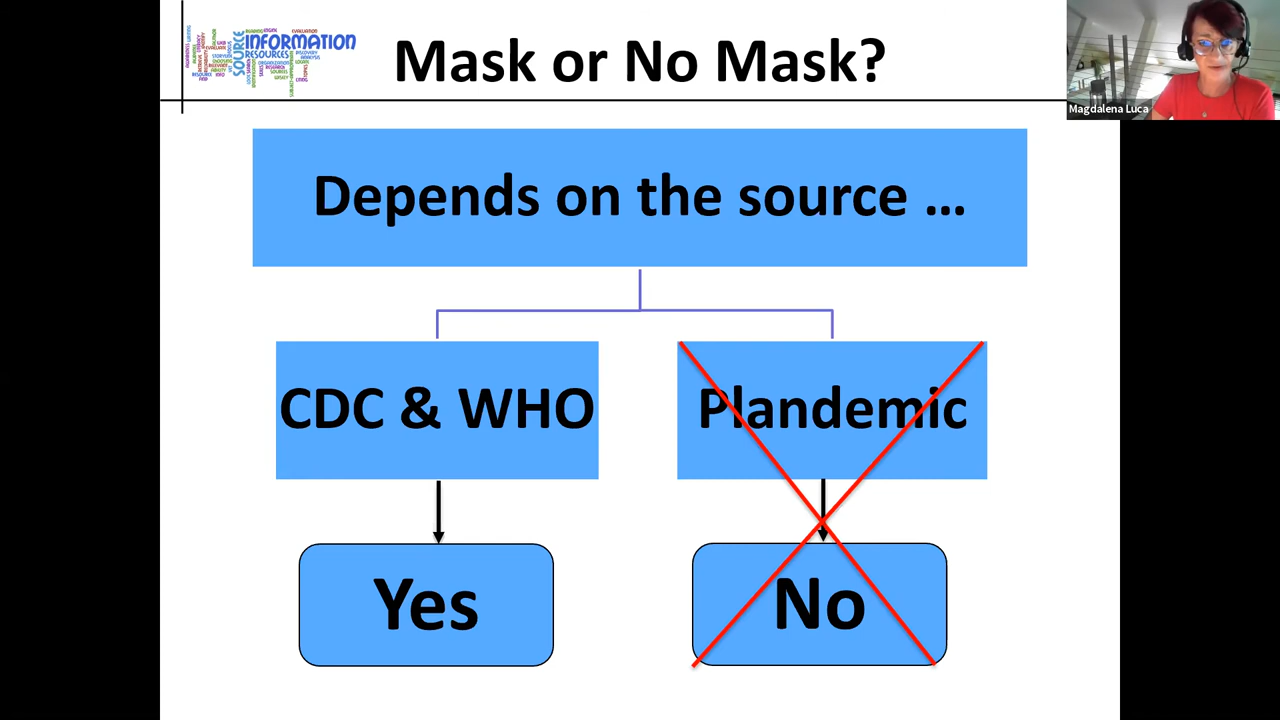 INFORMATION
SOURCE
RESOURCES
Mask or No Mask?
Magdalena Luca
Depends on the source ...
CDC & WHO
Plandemic
Yes
No